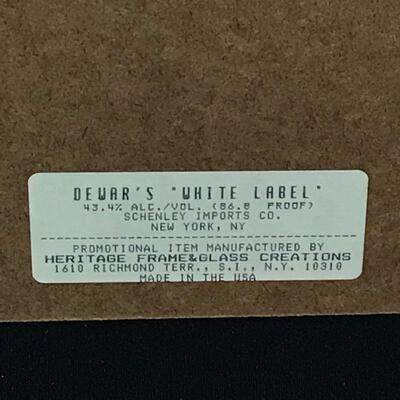 DEWAR'S "WHITE LABEL"
43.4% ALC./VOL. (86.8 PROOF)
SCHENLEY IMPORTS CO.
NEW YORK, NY
PROMOTIONAL ITEM MANUFACTURED BY
HERITAGE FRAME&GLASS CREATIONS
1610 RICHMOND TERR., S.I., N.Y. 10310
MADE IN THE USA